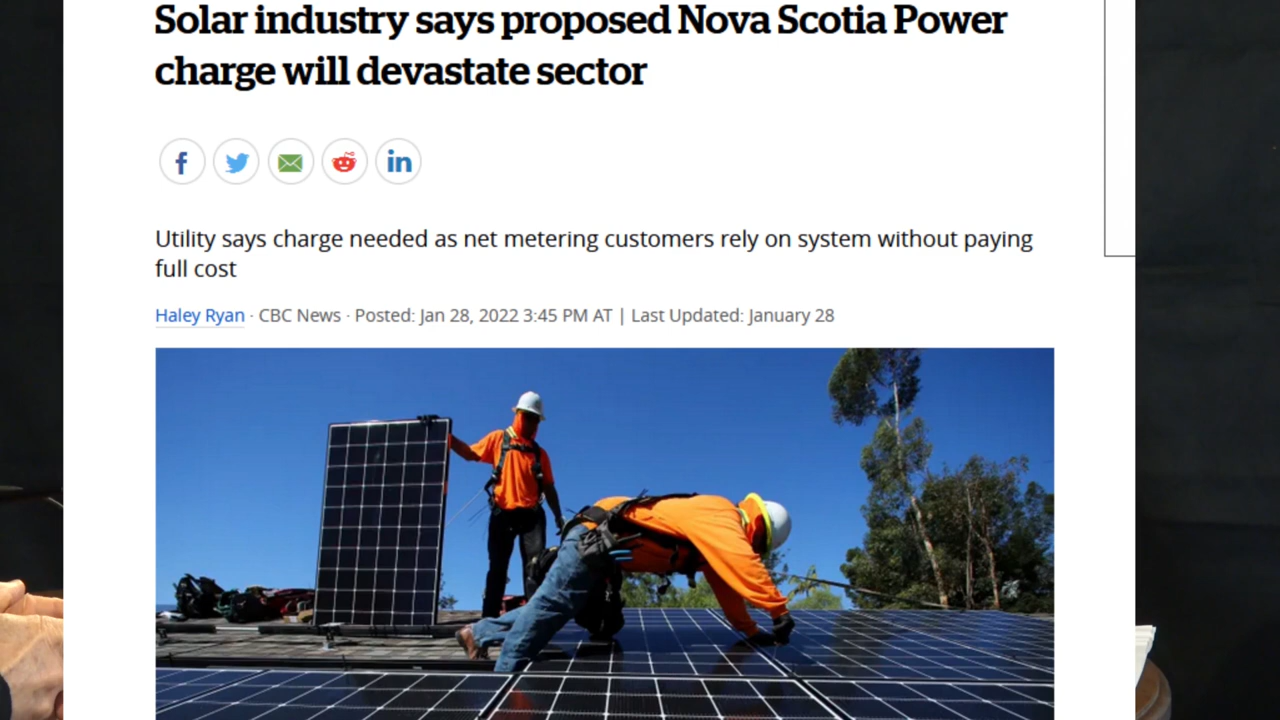 Solar industry says proposed Nova Scotia Power
charge will devastate sector
f
in
Utility says charge needed as net metering customers rely on system without paying
full cost
Haley Ryan · CBC News · Posted: Jan 28, 2022 3:45 PM AT | Last Updated: January 28